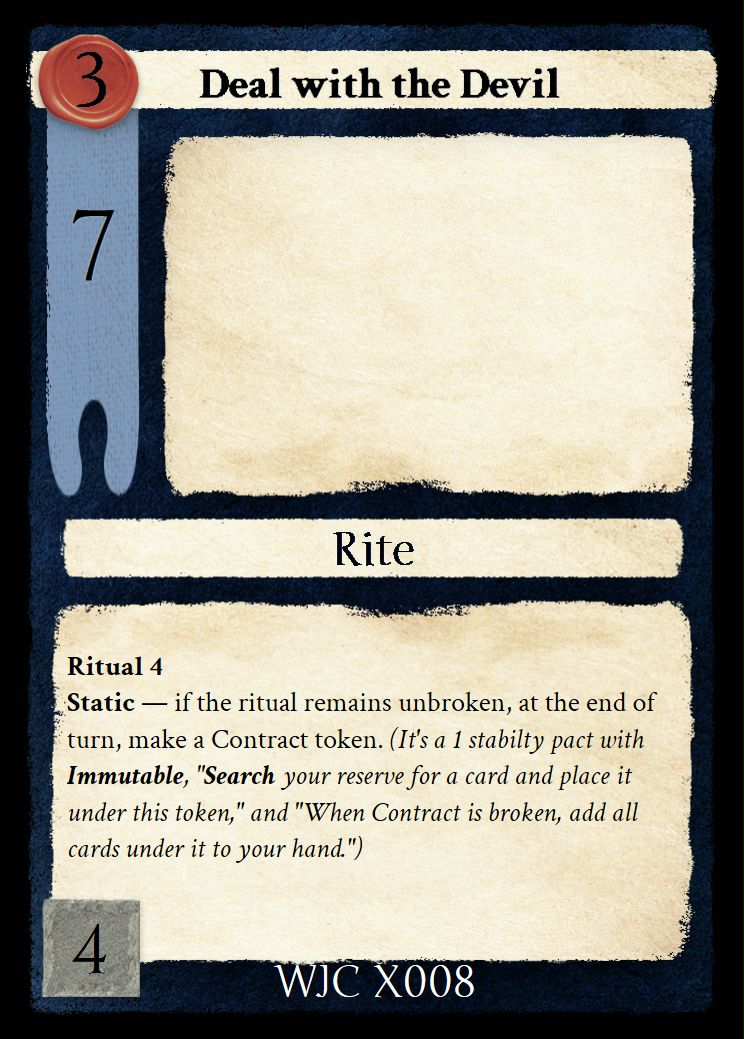 3
Deal with the Devil
7
Rite
Ritual 4
Static — if the ritual remains unbroken, at the end of
turn, make a Contract token. (It's a 1 stabilty pact with
Immutable, "Search your reserve for a card and place it
under this token," and "When Contract is broken, add all
cards under it to your hand.")
4
WJC X008